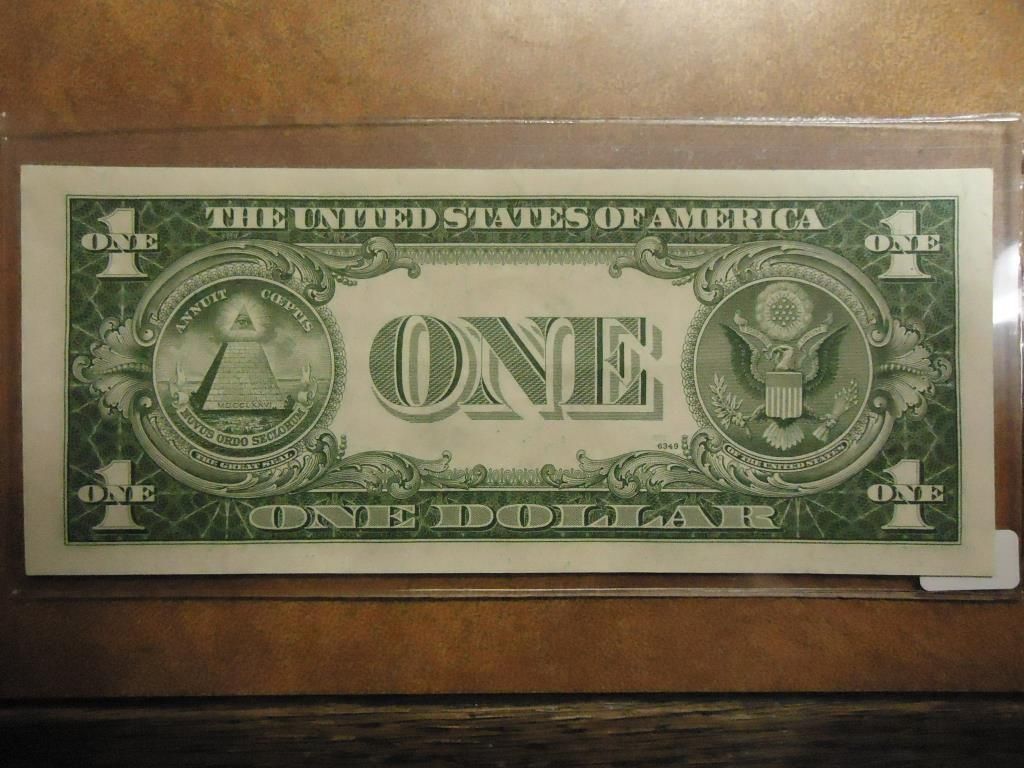 THE UNITED STATES OF AMERICA
1 ONE
1 ONE
ANNUIT CŒPTIS
MDCCLXXVI
NOVUS ORDO SECLORUM
THE GREAT SEAL
ONE
6349
OF THE UNITED STATES
1 ONE
1 ONE
ONE DOLLAR